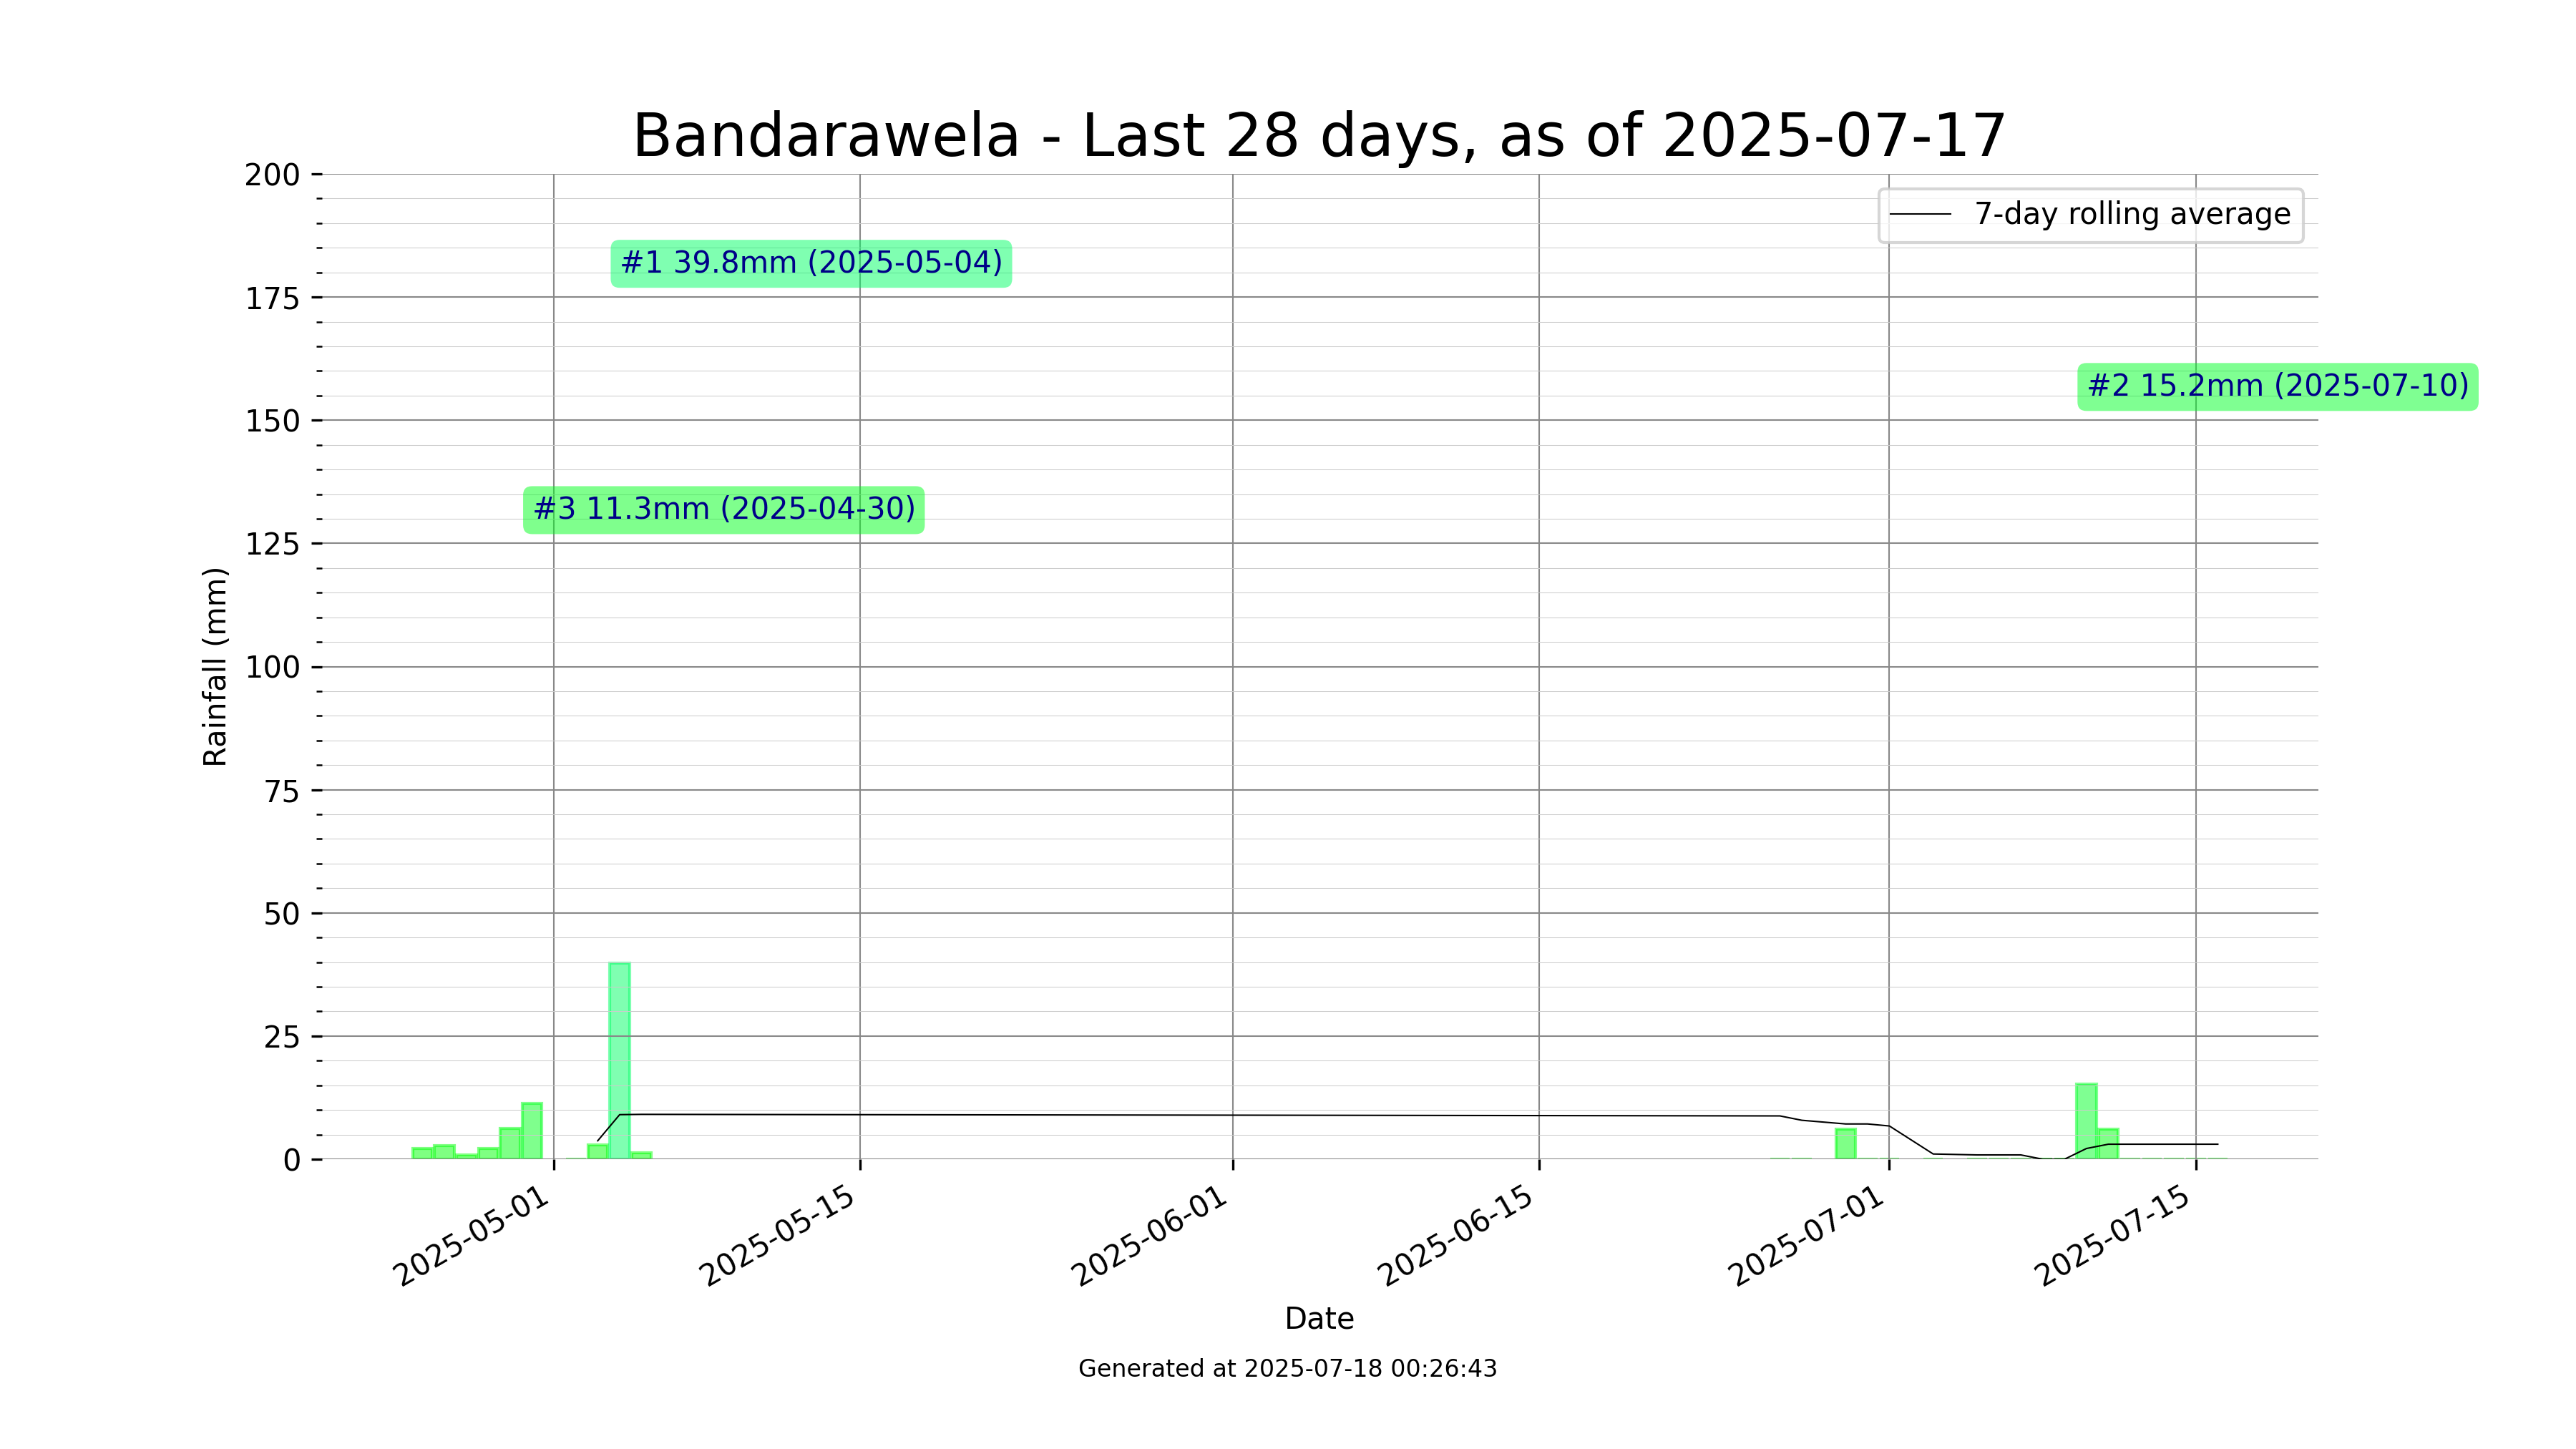 Bandarawela - Last 28 days, as of 2025-07-17
200
175
150
125
100
75
50
25
0
Rainfall (mm)
7-day rolling average
#1 39.8mm (2025-05-04)
#2 15.2mm (2025-07-10)
#3 11.3mm (2025-04-30)
2025-05-01
2025-05-15
2025-06-01
2025-06-15
2025-07-01
2025-07-15
Date
Generated at 2025-07-18 00:26:43